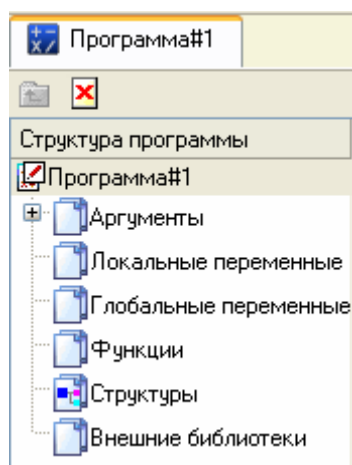 Программа#1
Структура программы
Программа#1
Аргументы
Локальные переменные
Глобальные переменные
Функции
Структуры
Внешние библиотеки